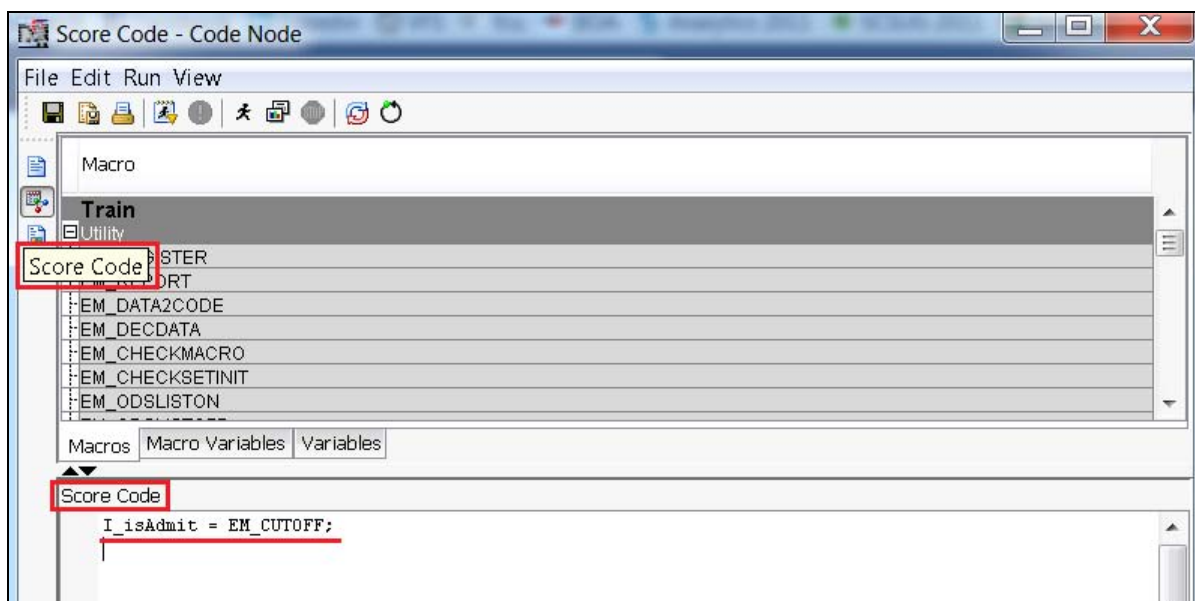 Score Code - Code Node
File Edit Run View
Macro
Train
Utility
Score Code
EM_DATA2CODE
EM_DECDATA
EM_CHECKMACRO
EM_CHECKSETINIT
EM_ODSLISTON
Macros Macro Variables Variables
Score Code
I_isAdmit = EM_CUTOFF;